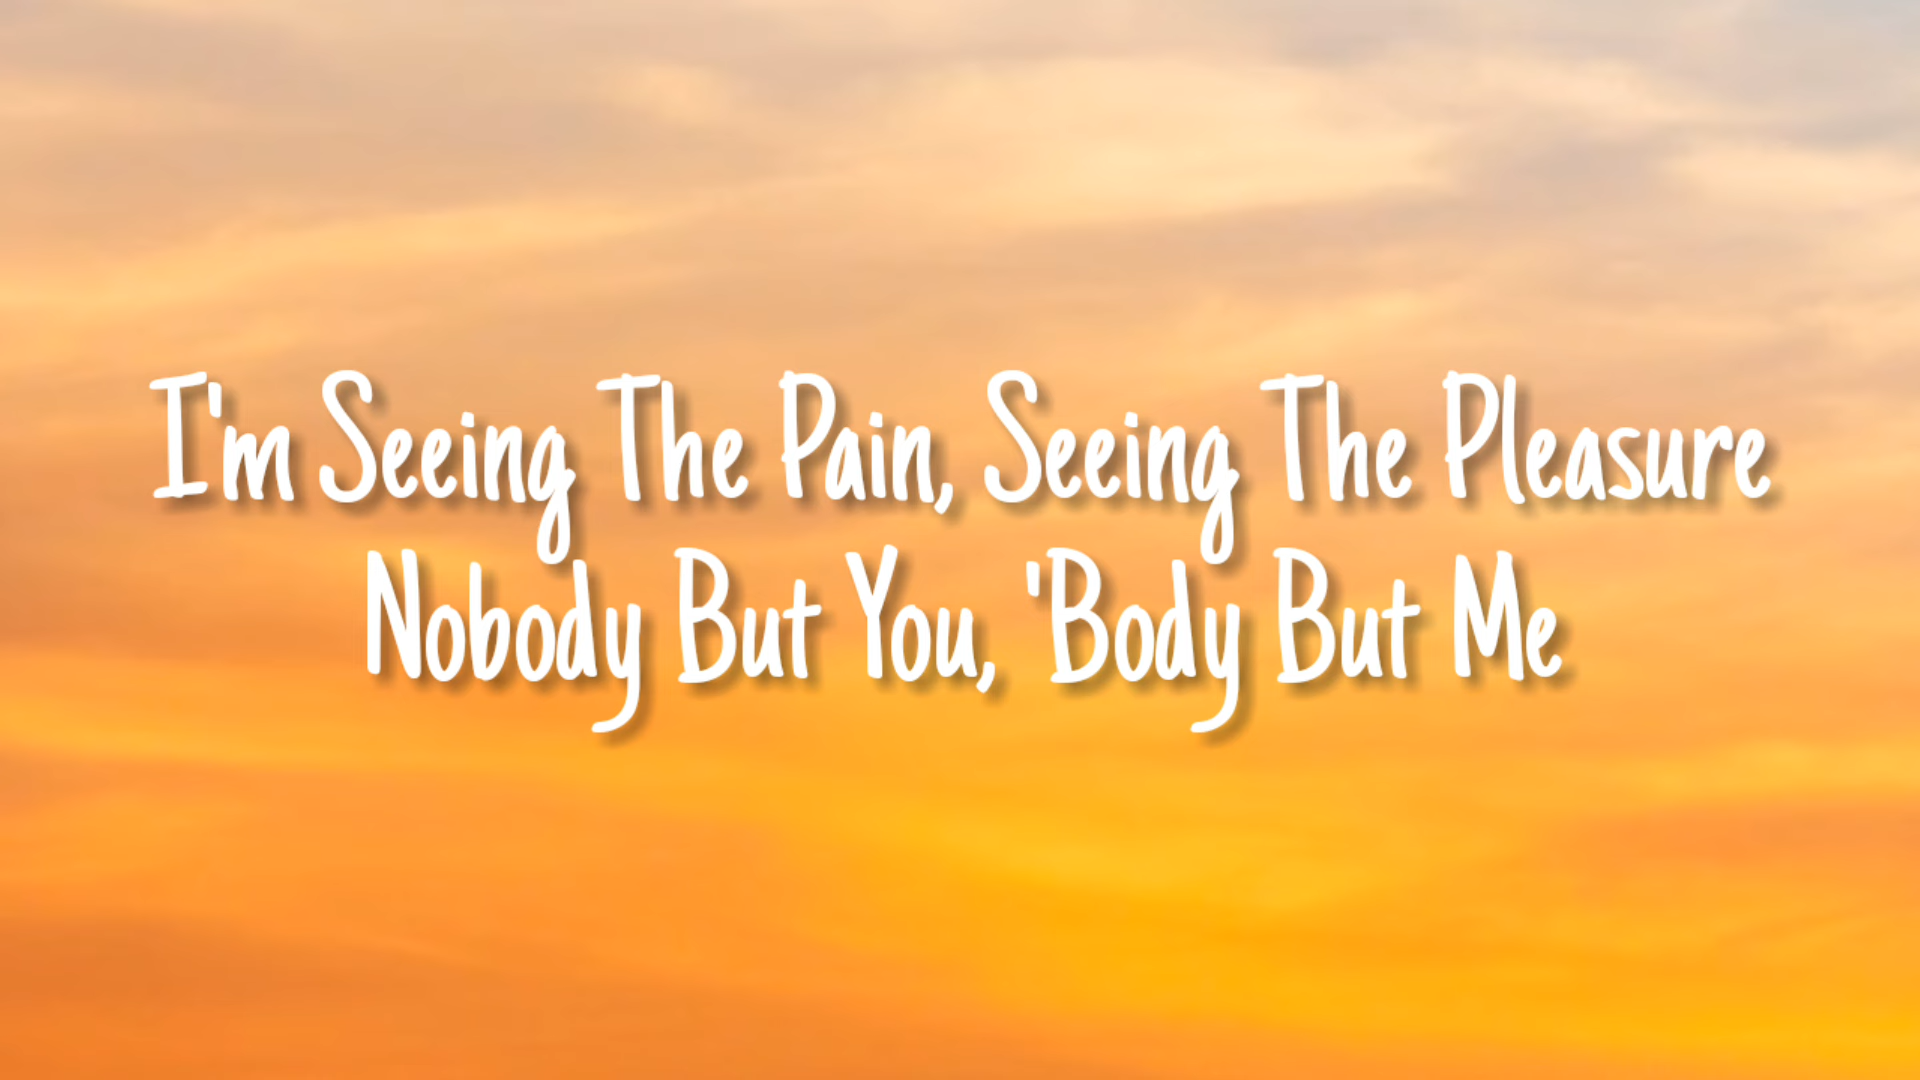 I'm Seeing The Pain, Seeing The Pleasure
Nobody But You, 'Body But Me